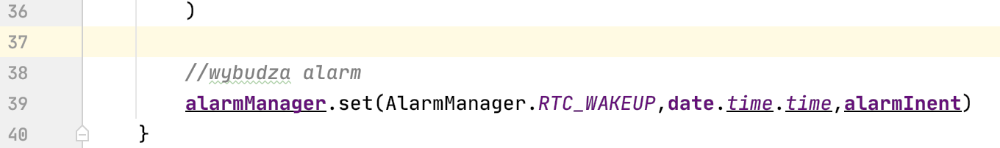 36 )
37
38 //wybudza alarm
39 alarmManager.set(AlarmManager.RTC_WAKEUP,date.time.time,alarmInent)
40 }